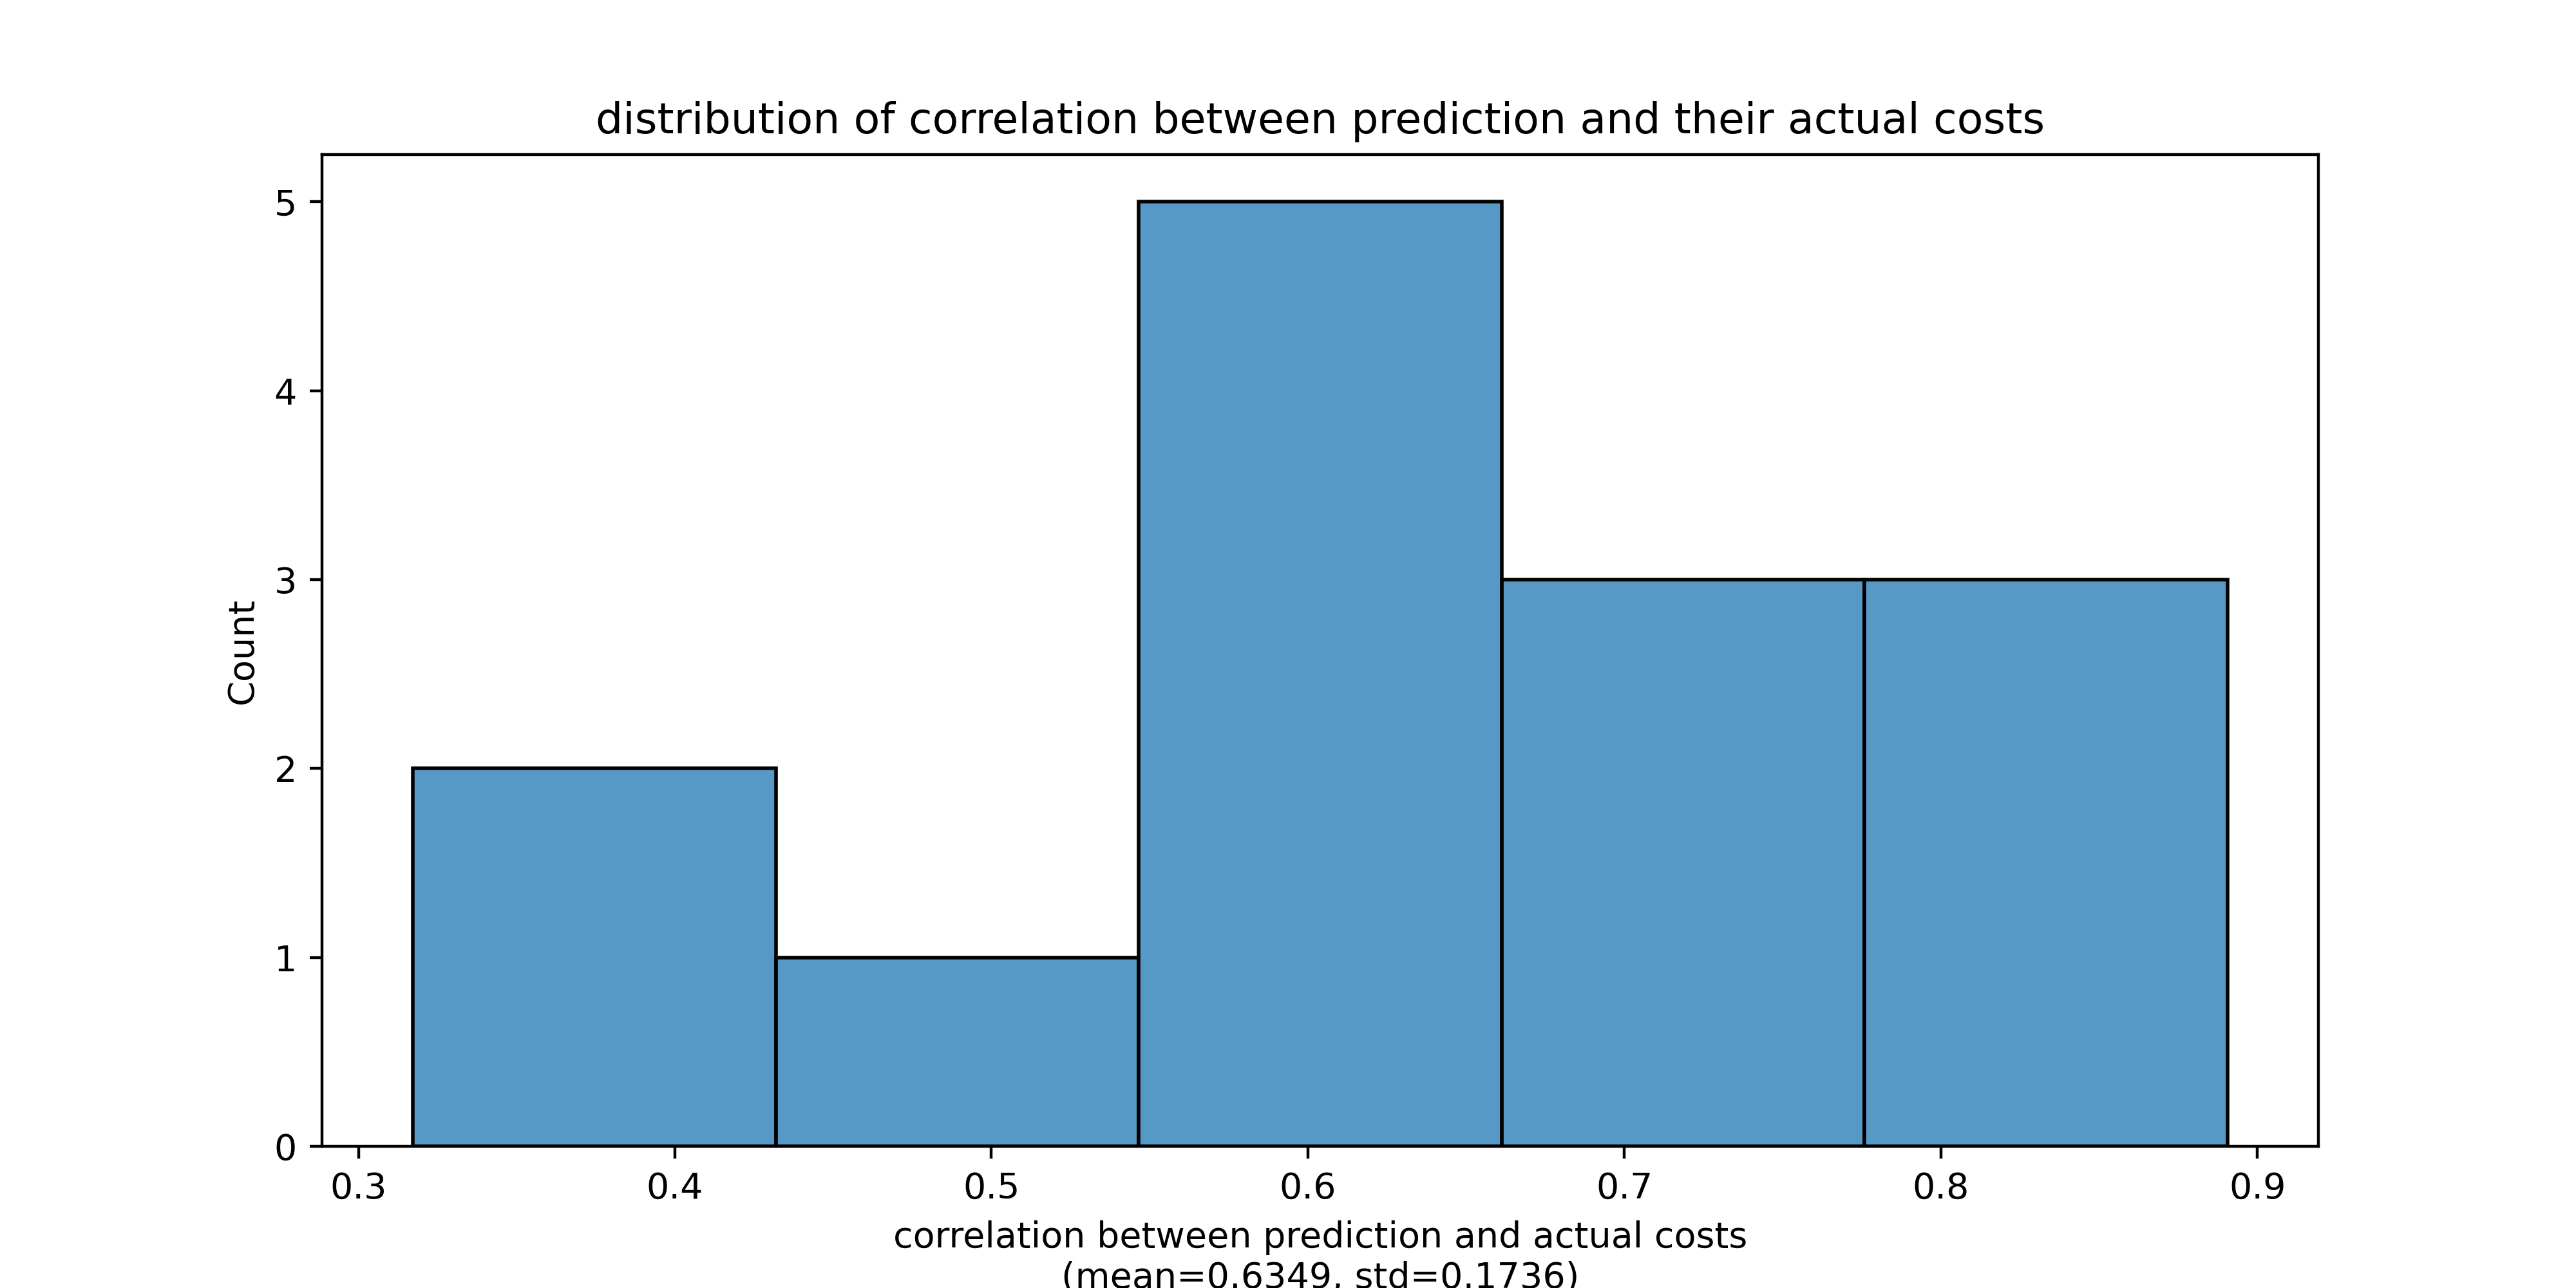 distribution of correlation between prediction and their actual costs
5
4
3
2
1
0
Count
0.3 0.4 0.5 0.6 0.7 0.8 0.9
correlation between prediction and actual costs
(mean=0.6349, std=0.1736)